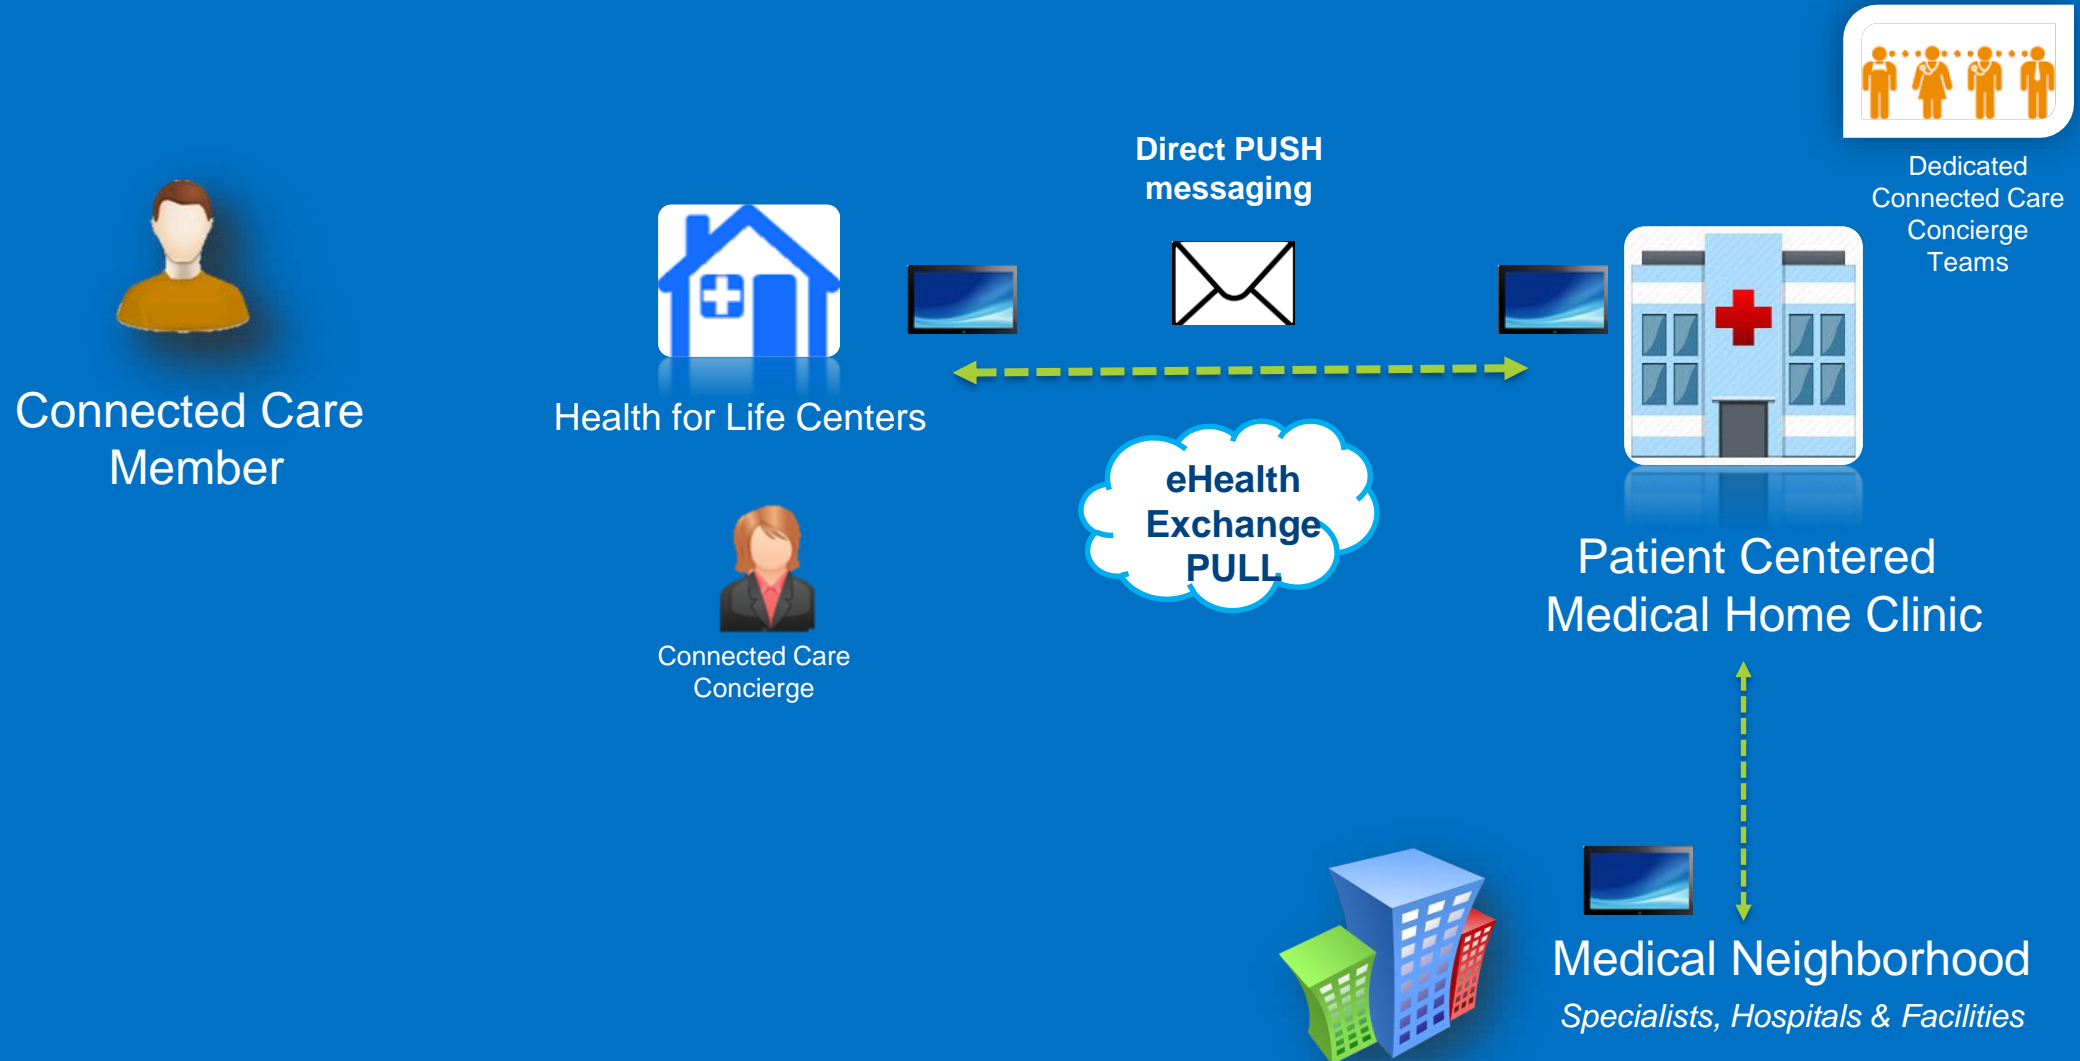 Connected Care
Member
Health for Life Centers
Connected Care
Concierge
Direct PUSH
messaging
eHealth
Exchange
PULL
Dedicated
Connected Care
Concierge
Teams
Patient Centered
Medical Home Clinic
Medical Neighborhood
Specialists, Hospitals & Facilities